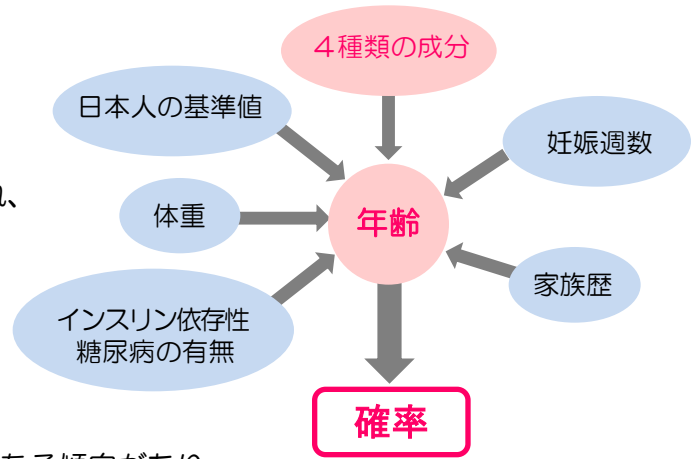 ４種類の成分
日本人の基準値
妊娠週数
れ、
体重
年齢
家族歴
インスリン依存性
糖尿病の有無
確率